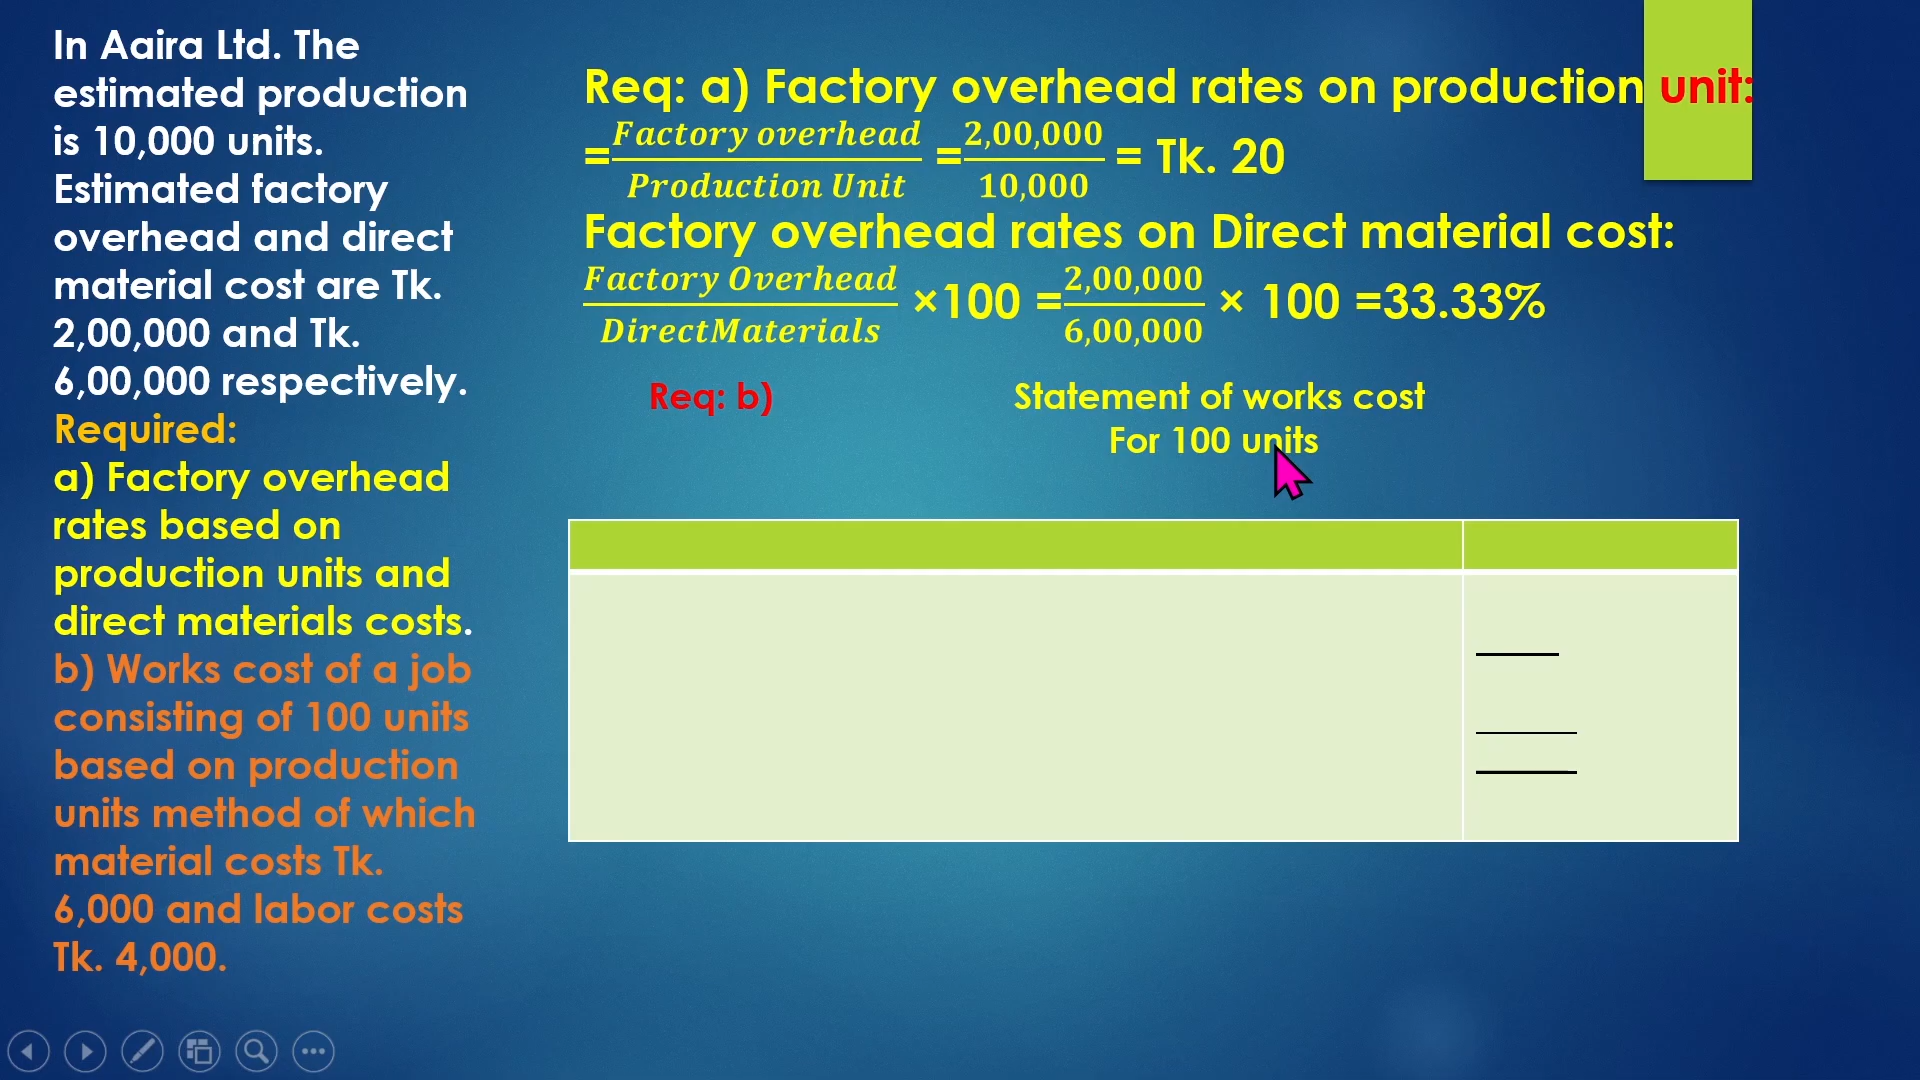 In Aaira Ltd. The
estimated production
is 10,000 units.
Estimated factory
overhead and direct
material cost are Tk.
2,00,000 and Tk.
6,00,000 respectively.
Required:
a) Factory overhead
rates based on
production units and
direct materials costs.
b) Works cost of a job
consisting of 100 units
based on production
units method of which
material costs Tk.
6,000 and labor costs
Tk. 4,000.
Req: a) Factory overhead rates on production unit:
=Factory overhead/Production Unit =2,00,000/10,000 = Tk. 20
Factory overhead rates on Direct material cost:
Factory Overhead/DirectMaterials ×100 =2,00,000/6,00,000 × 100 =33.33%
Req: b) Statement of works cost
For 100 units